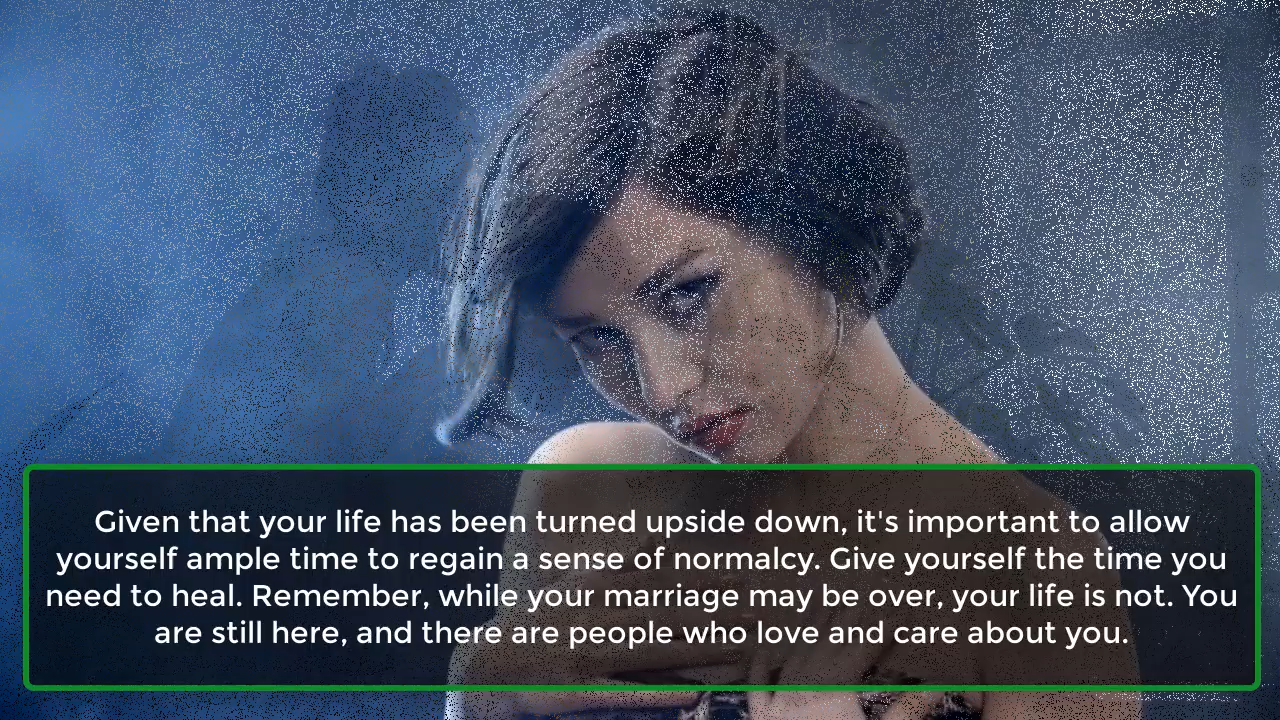 Given that your life has been turned upside down, it's important to allow
yourself ample time to regain a sense of normalcy. Give yourself the time you
need to heal. Remember, while your marriage may be over, your life is not. You
are still here, and there are people who love and care about you.